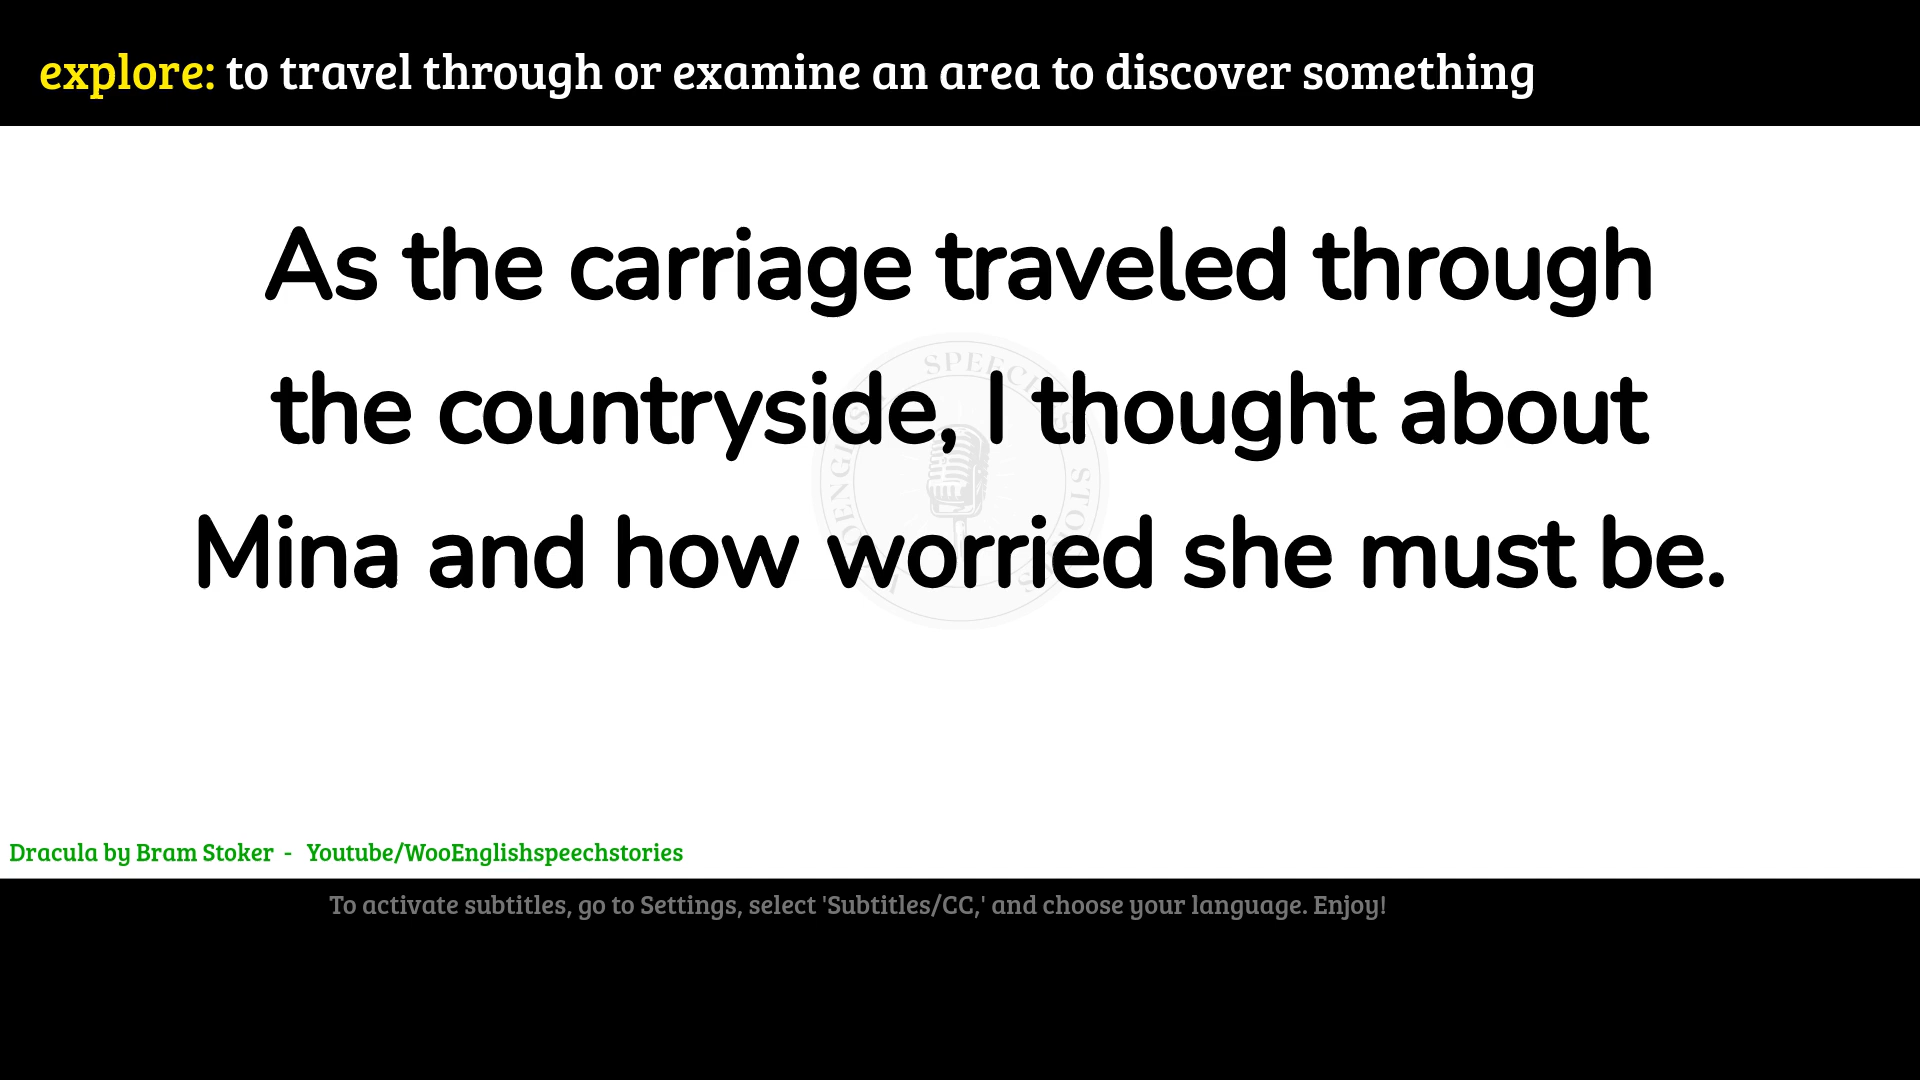 explore: to travel through or examine an area to discover something
As the carriage traveled through
the countryside, I thought about
Mina and how worried she must be.
Dracula by Bram Stoker - Youtube/WooEnglishspeechstories
To activate subtitles, go to Settings, select 'Subtitles/CC,' and choose your language. Enjoy!